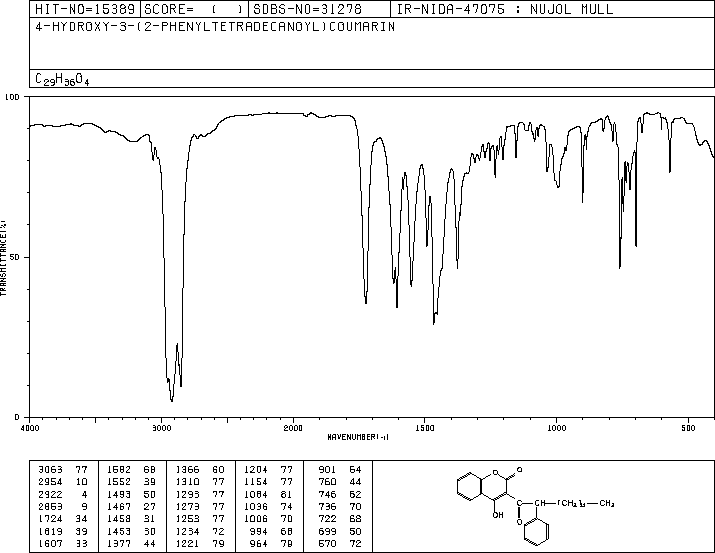 HIT-NO=15389 SCORE= ( ) SDBS-NO=31278 IR-NIDA-47075 : NUJOL MULL
4-HYDROXY-3-(2-PHENYLTETRADECANOYL)COUMARIN
C29H36O4
100
50
0
TRANSMITTANCE(%)
4000 3000 2000 1500 1000 500
WAVENUMBER(-1)
3063 77 1582 68 1366 60 1204 77 901 64
2954 10 1552 39 1310 77 1154 77 760 44
2922 4 1493 50 1293 77 1084 81 746 62
2853 9 1467 27 1273 77 1036 74 736 70
1724 34 1458 31 1253 77 1006 70 722 68
1619 39 1453 30 1234 72 994 68 699 50
1607 33 1377 44 1221 79 964 79 570 72
O O
OH O
C CH (CH2) CH3